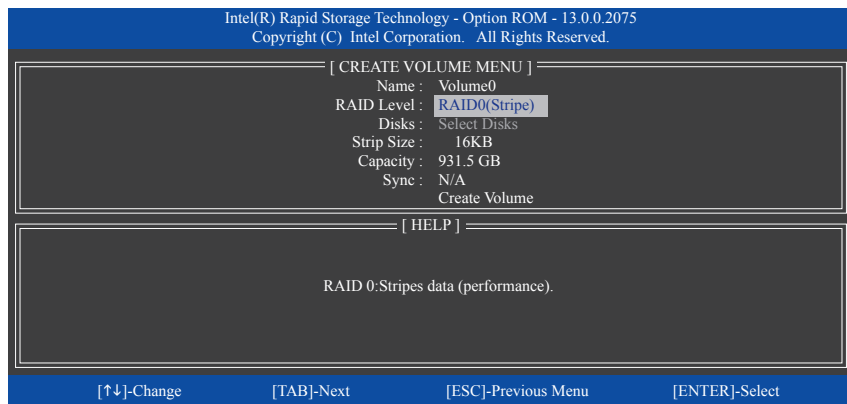 Intel(R) Rapid Storage Technology - Option ROM - 13.0.0.2075
Copyright (C) Intel Corporation. All Rights Reserved.
[ CREATE VOLUME MENU ]
Name : Volume0
RAID Level : RAID0(Stripe)
Disks : Select Disks
Strip Size : 16KB
Capacity : 931.5 GB
Sync : N/A
Create Volume
[ HELP ]
RAID 0:Stripes data (performance).
[↑↓]-Change [TAB]-Next [ESC]-Previous Menu [ENTER]-Select